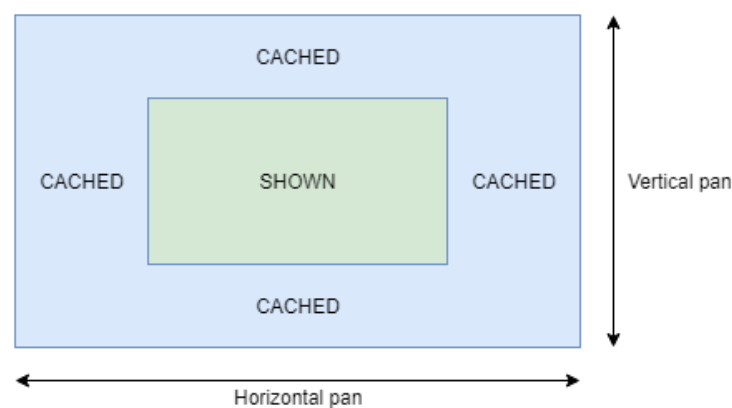 CACHED
CACHED
SHOWN
CACHED
Vertical pan
CACHED
Horizontal pan